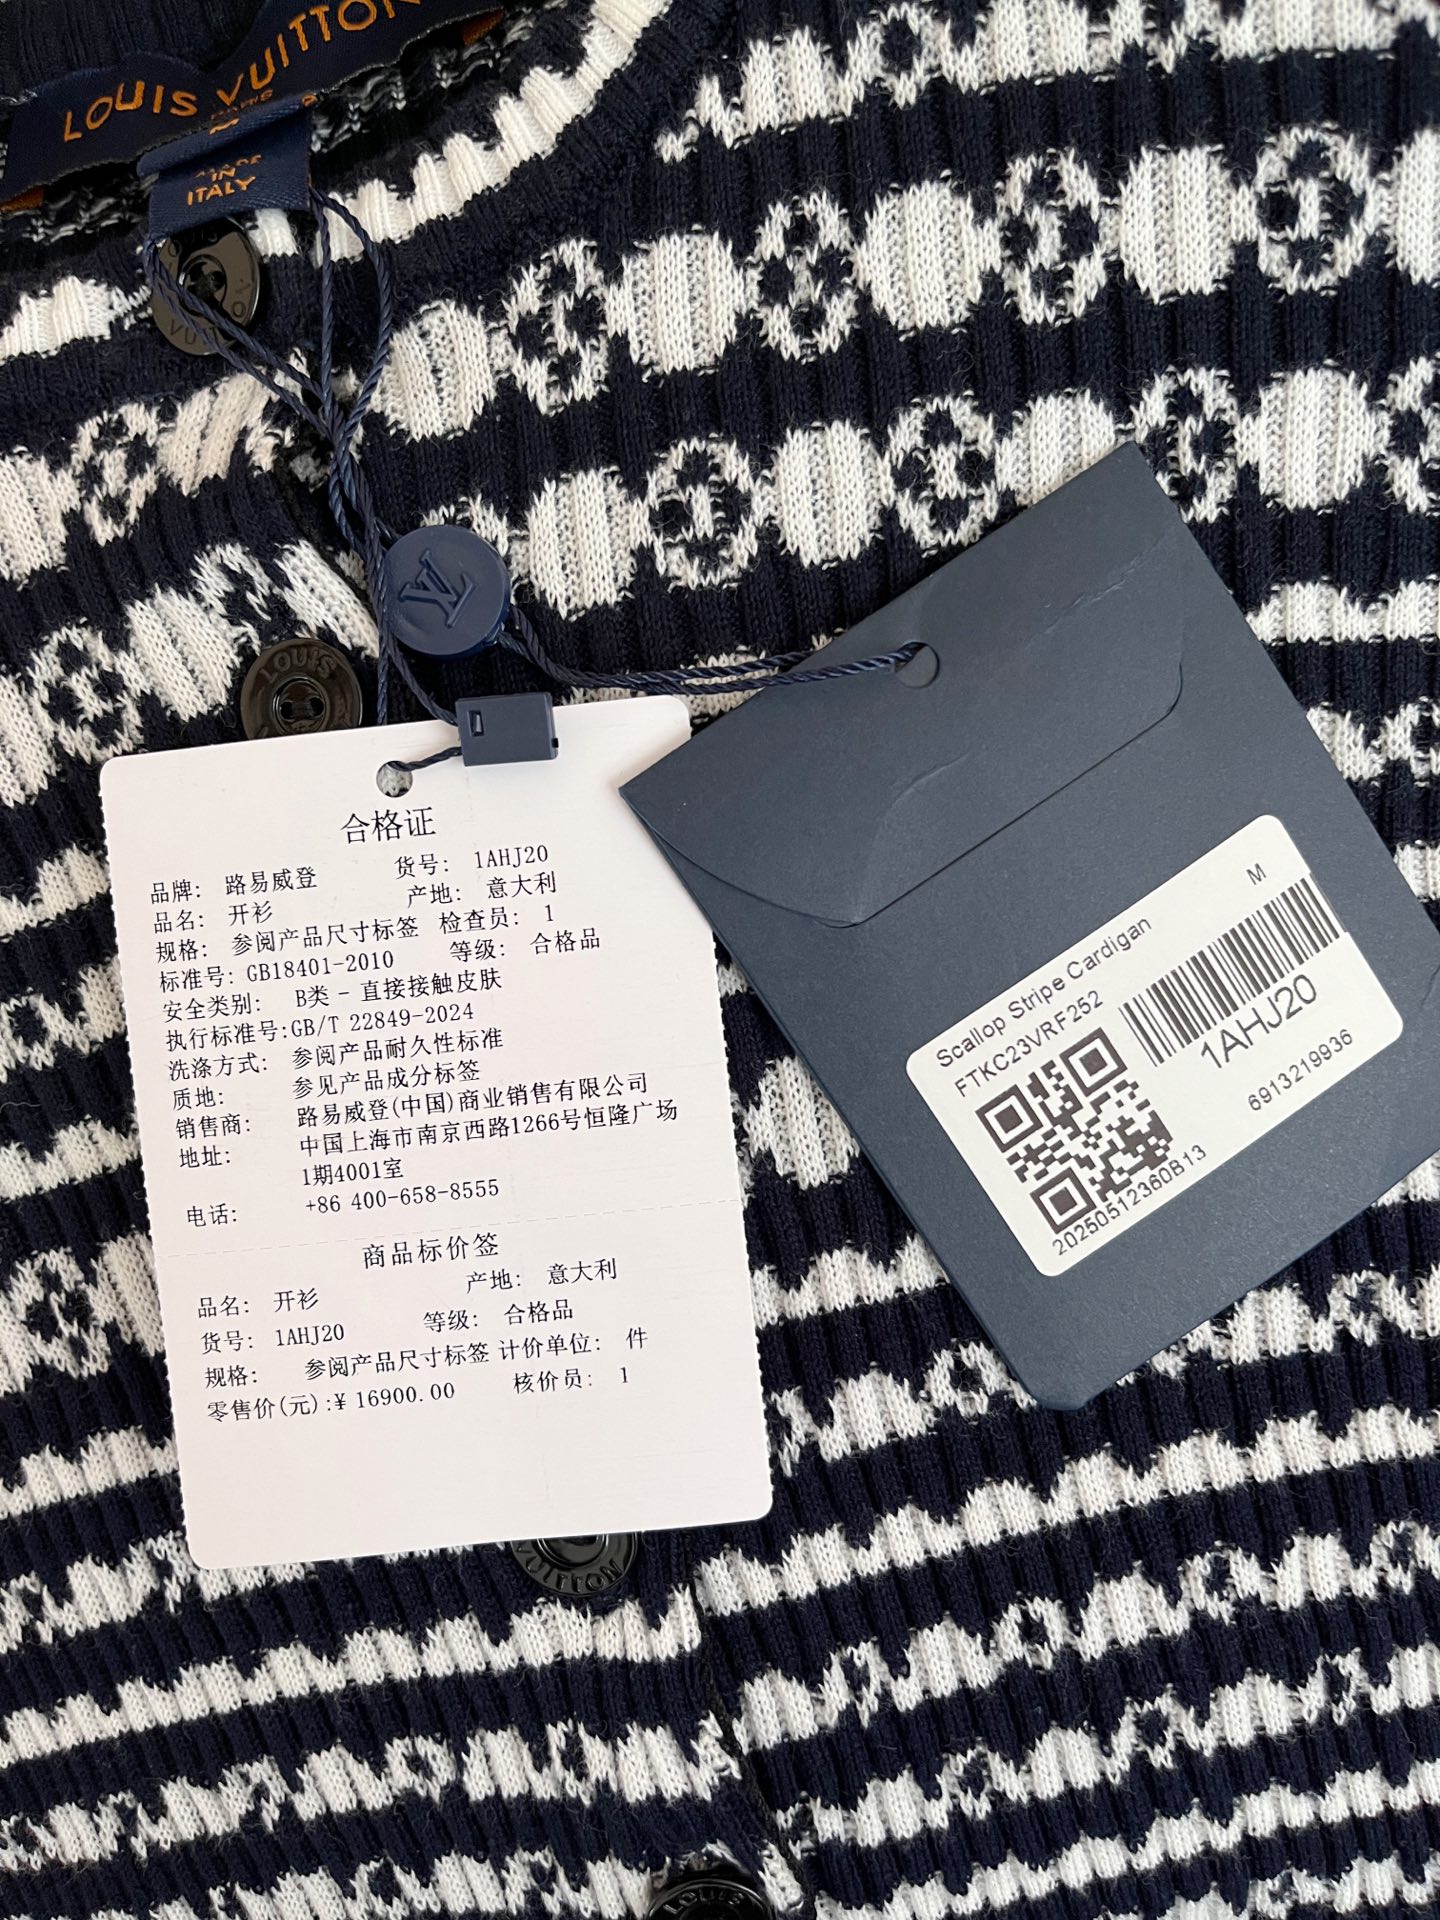 LOUIS VUITTON
PARIS
M
MADE
IN
ITALY
VUITTON
LOUIS
合格证
品牌: 路易威登 货号: 1AHJ20
品名: 开衫 产地: 意大利
规格: 参阅产品尺寸标签 检查员: 1
标准号: GB18401-2010 等级: 合格品
安全类别: B类 - 直接接触皮肤
执行标准号:GB/T 22849-2024
洗涤方式: 参阅产品耐久性标准
质地: 参见产品成分标签
销售商: 路易威登(中国)商业销售有限公司
地址: 中国上海市南京西路1266号恒隆广场
1期4001室
电话: +86 400-658-8555
商品标价签
品名: 开衫 产地: 意大利
货号: 1AHJ20 等级: 合格品
规格: 参阅产品尺寸标签 计价单位: 件
零售价(元):¥ 16900.00 核价员: 1
M
Scallop Stripe Cardigan
FTKC23VRF252
1AHJ20
6913219936
20250512360B13
VUITTON
LOUIS